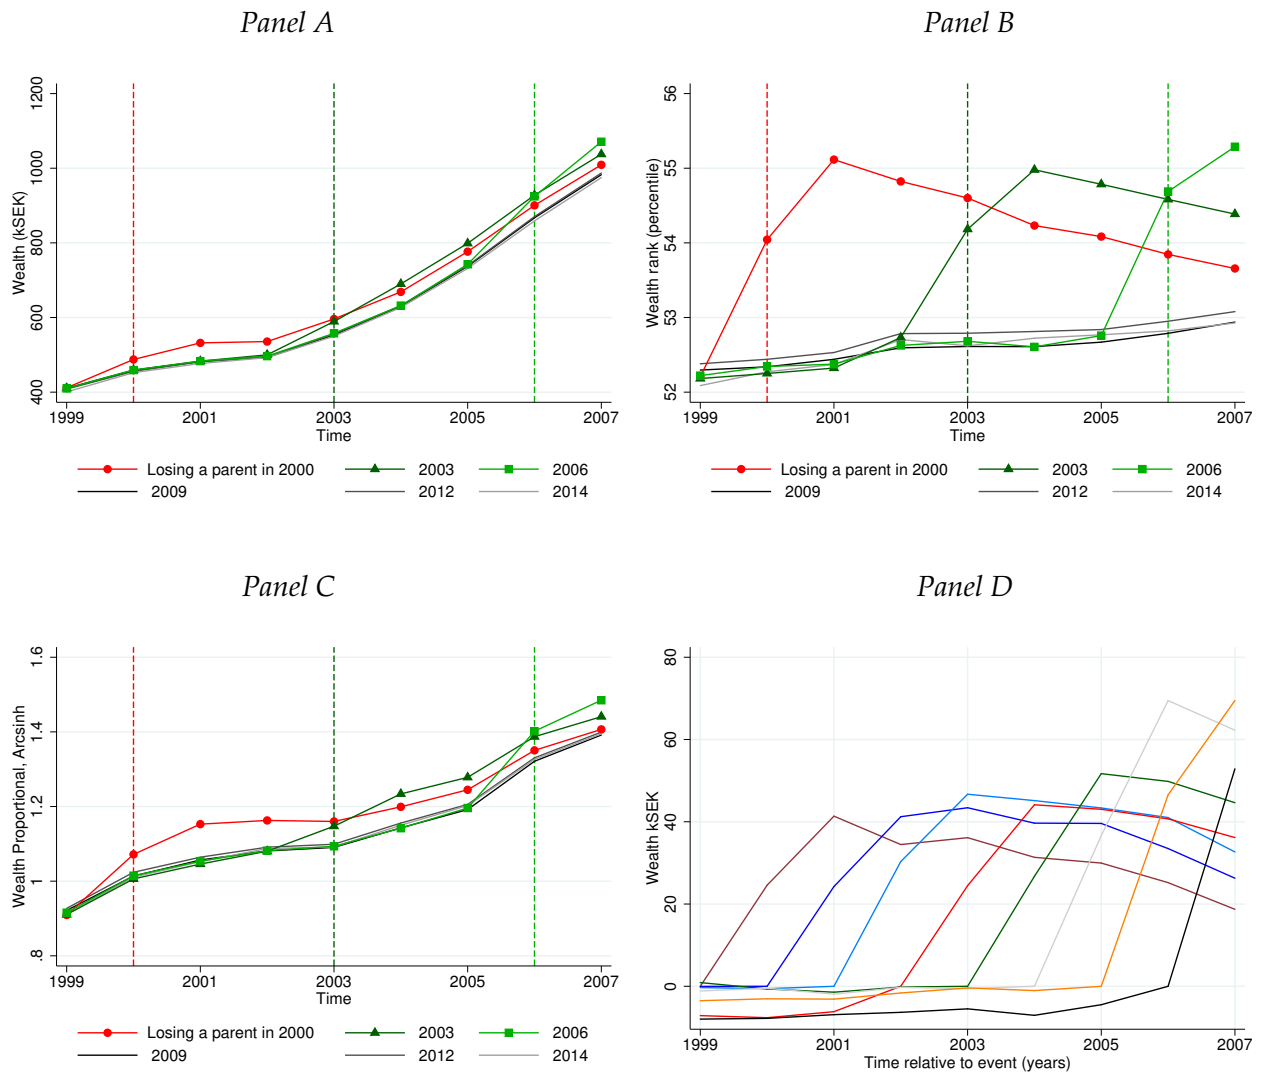 Panel A
Wealth (kSEK)
1200
1000
800
600
400
1999 2001 2003 2005 2007
Time
Losing a parent in 2000 2003 2006
2009 2012 2014
Panel B
Wealth rank (percentile)
56
55
54
53
52
1999 2001 2003 2005 2007
Time
Losing a parent in 2000 2003 2006
2009 2012 2014
Panel C
Wealth Proportional, Arcsinh
1.6
1.4
1.2
1
.8
1999 2001 2003 2005 2007
Time
Losing a parent in 2000 2003 2006
2009 2012 2014
Panel D
Wealth kSEK
80
60
40
20
0
1999 2001 2003 2005 2007
Time relative to event (years)